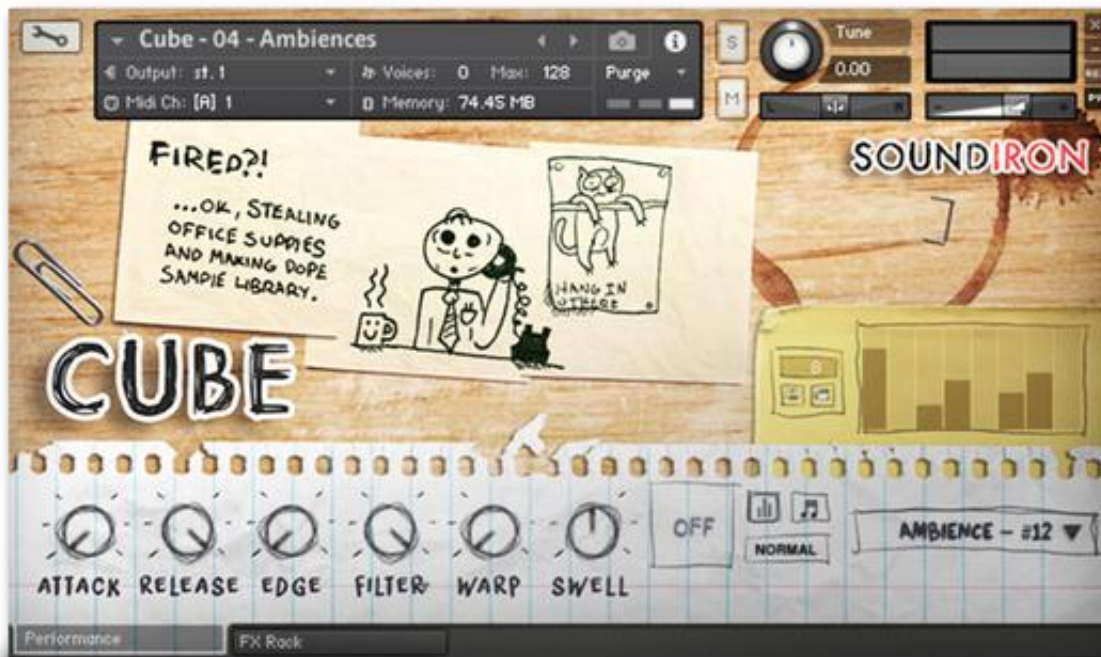 Cube - 04 - Ambiences
Output: st. 1
Voices: 0 Max: 128
Purge
Midi Ch: [A] 1
Memory: 74.45 MB
S
M
Tune
0.00
L
R
SOUNDIRON
FIRED?!
...OK, STEALING
OFFICE SUPPIES
AND MAKING DOPE
SAMPLE LIBRARY.
HANG IN
CUBE
8
ATTACK
RELEASE
EDGE
FILTER
WARP
SWELL
OFF
NORMAL
AMBIENCE - #12
Performance
FX Rack